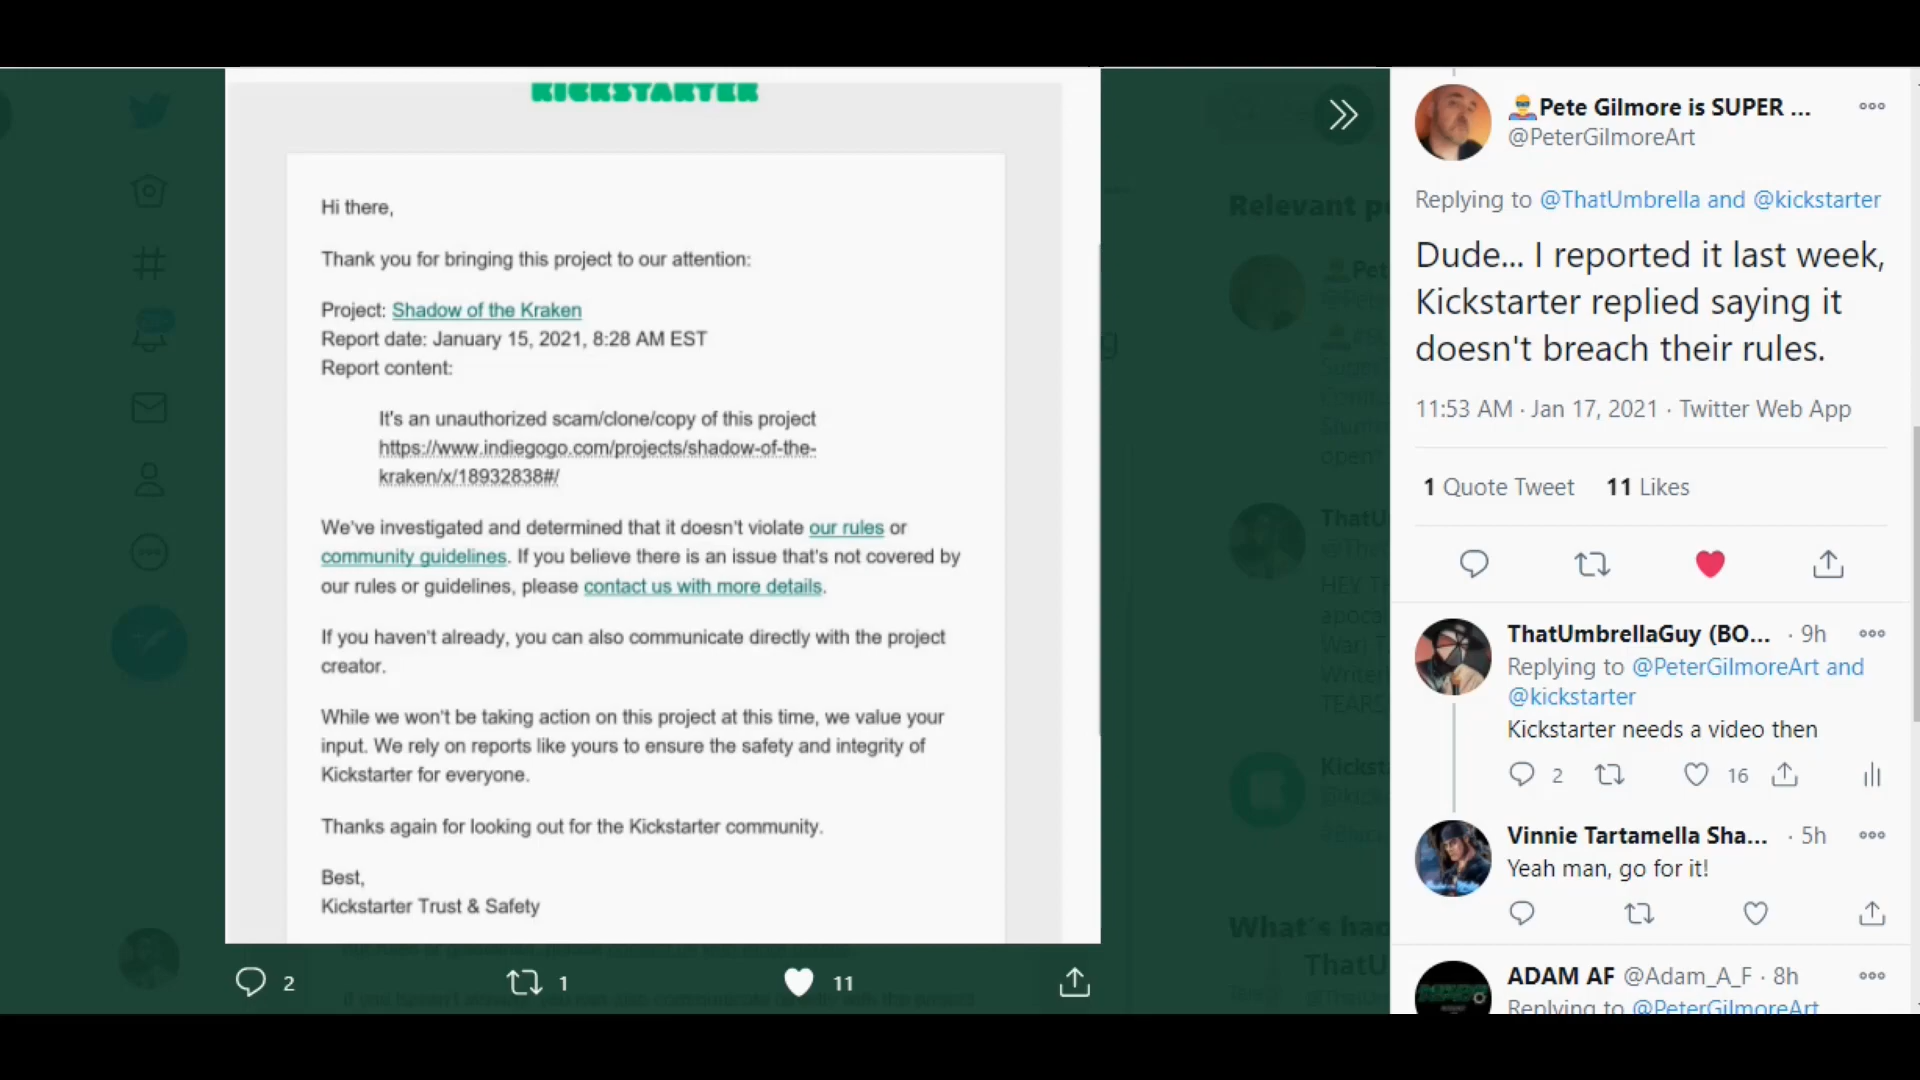 KICKSTARTER
Hi there,
Thank you for bringing this project to our attention:
Project: Shadow of the Kraken
Report date: January 15, 2021, 8:28 AM EST
Report content:
It's an unauthorized scam/clone/copy of this project
https://www.indiegogo.com/projects/shadow-of-the-
kraken/x/18932838#/
We've investigated and determined that it doesn't violate our rules or
community guidelines. If you believe there is an issue that's not covered by
our rules or guidelines, please contact us with more details.
If you haven't already, you can also communicate directly with the project
creator.
While we won't be taking action on this project at this time, we value your
input. We rely on reports like yours to ensure the safety and integrity of
Kickstarter for everyone.
Thanks again for looking out for the Kickstarter community.
Best,
Kickstarter Trust & Safety
2 1 11
Relevant p
What's hap
ThatU
Pete Gilmore is SUPER ...
@PeterGilmoreArt
Replying to @ThatUmbrella and @kickstarter
Dude... I reported it last week,
Kickstarter replied saying it
doesn't breach their rules.
11:53 AM · Jan 17, 2021 · Twitter Web App
1 Quote Tweet 11 Likes
ThatUmbrellaGuy (BO... · 9h
Replying to @PeterGilmoreArt and
@kickstarter
Kickstarter needs a video then
2 16
Vinnie Tartamella Sha... · 5h
Yeah man, go for it!
ADAM AF @Adam_A_F · 8h
Replying to @PeterGilmoreArt